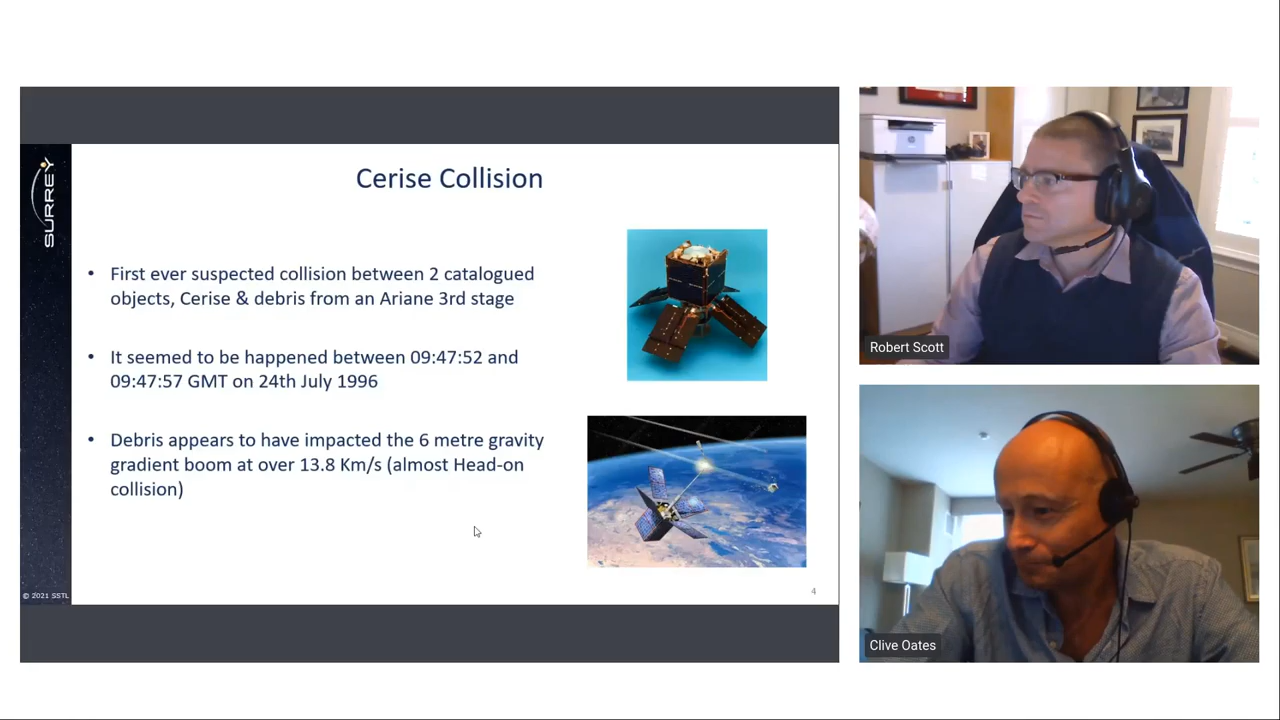 SURREY
Cerise Collision
• First ever suspected collision between 2 catalogued
objects, Cerise & debris from an Ariane 3rd stage
• It seemed to be happened between 09:47:52 and
09:47:57 GMT on 24th July 1996
• Debris appears to have impacted the 6 metre gravity
gradient boom at over 13.8 Km/s (almost Head-on
collision)
© 2021 SSTL
4
Robert Scott
Clive Oates